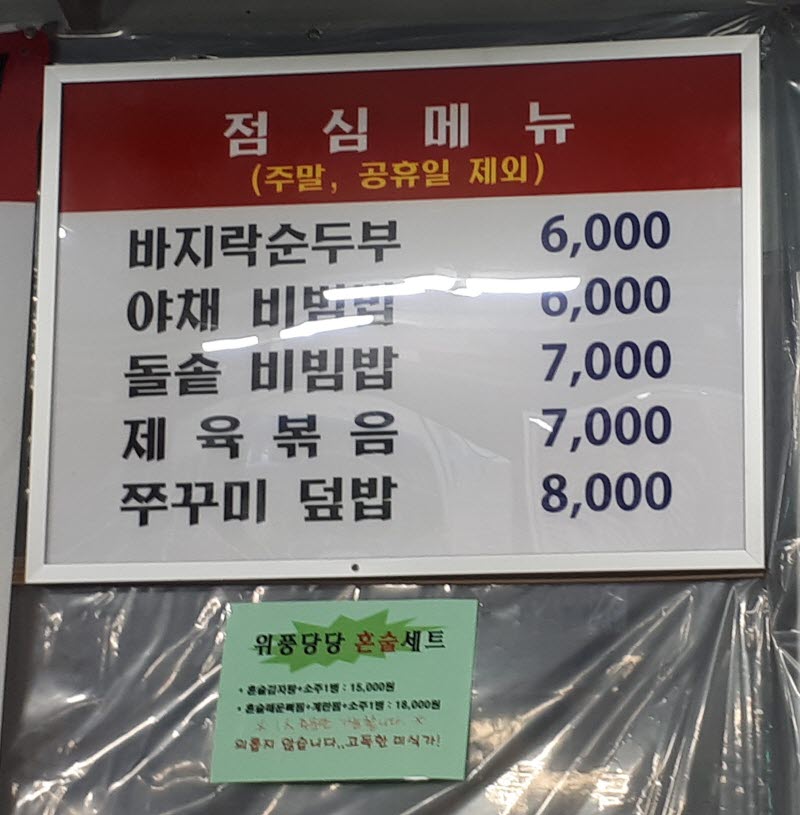 점 심 메 뉴
(주말, 공휴일 제외)
바지락순두부 6,000
야채 비빔밥 6,000
돌솥 비빔밥 7,000
제 육 볶 음 7,000
쭈꾸미 덮밥 8,000
위풍당당 혼술세트
• 혼술감자탕+소주1병 : 15,000원
• 혼술매운뼈찜+계란찜+소주1병 : 18,000원
외롭지 않습니다..고독한 미식가!